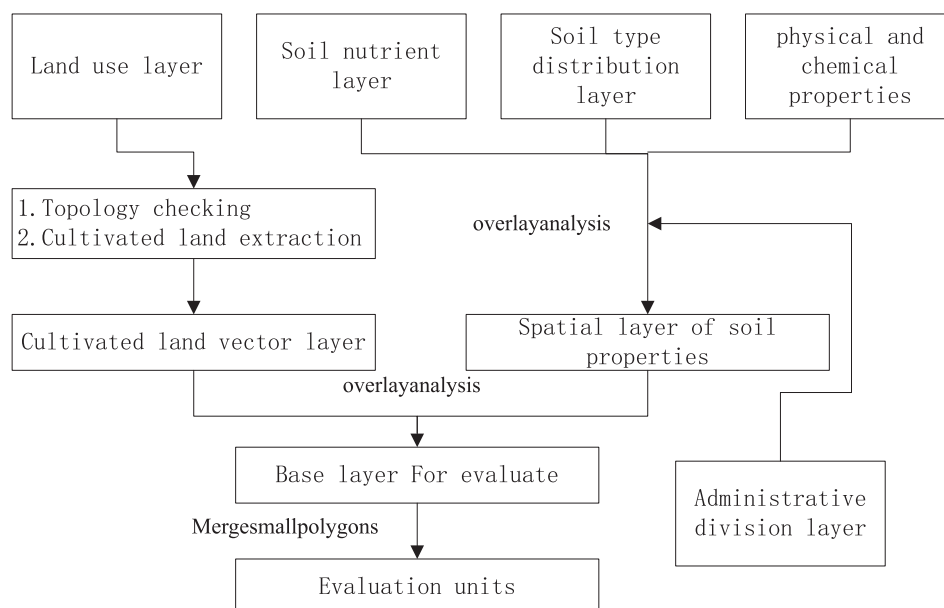 Land use layer
Soil nutrient
layer
Soil type
distribution
layer
physical and
chemical
properties
1.Topology checking
2.Cultivated land extraction
overlayanalysis
Cultivated land vector layer
Spatial layer of soil
properties
overlayanalysis
Base layer For evaluate
Administrative
division layer
Mergesmallpolygons
Evaluation units